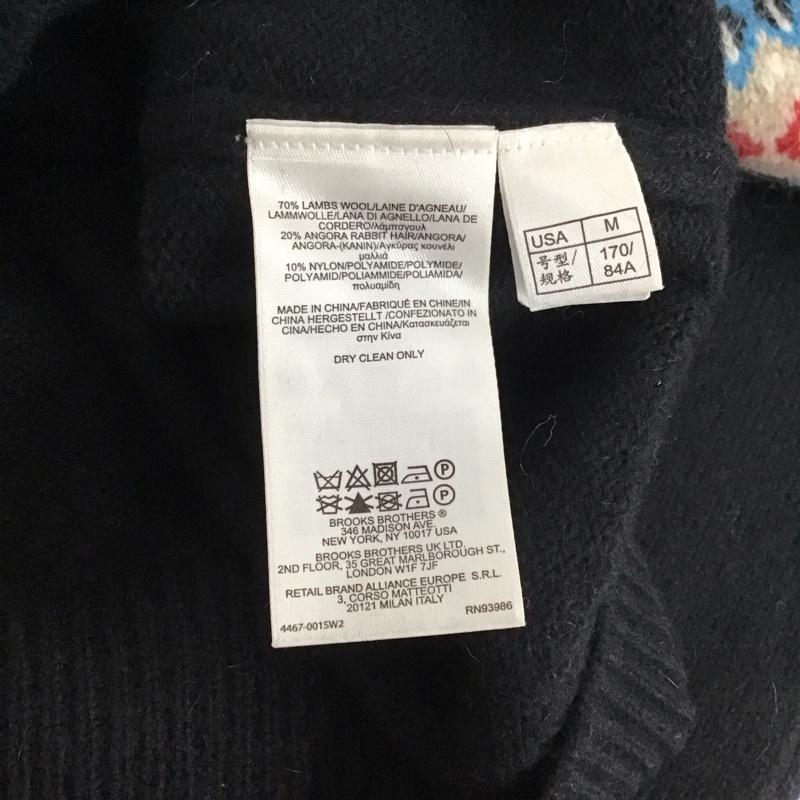 70% LAMBS WOOL/LAINE D'AGNEAU/
LAMMWOLLE/LANA DI AGNELLO/LANA DE
CORDERO/λάμπσγουλ
20% ANGORA RABBIT HAIR/ANGORA/
ANGORA-(KANIN)/Αγκύρας κουνέλι
μαλλιά
10% NYLON/POLYAMIDE/POLYMIDE/
POLYAMID/POLIAMMIDE/POLIAMIDA/
πολυαμίδη
MADE IN CHINA/FABRIQUÉ EN CHINE/IN
CHINA HERGESTELLT /CONFEZIONATO IN
CINA/HECHO EN CHINA/Κατασκευάζεται
στην Κίνα
DRY CLEAN ONLY
P
P
BROOKS BROTHERS ®
346 MADISON AVE.
NEW YORK, NY 10017 USA
BROOKS BROTHERS UK LTD.
2ND FLOOR, 35 GREAT MARLBOROUGH ST.,
LONDON W1F 7JF
RETAIL BRAND ALLIANCE EUROPE S.R.L.
3, CORSO MATTEOTTI
20121 MILAN ITALY
RN93986
4467-001SW2
USA M
号型/ 170/
规格 84A